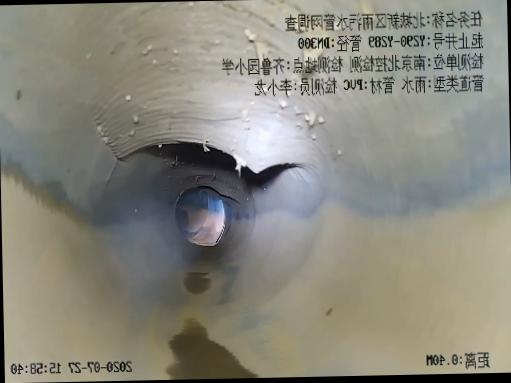 任务名称:北城新区雨污水管网调查
起止井号:YZ90-YZ89 管径:DN300
检测单位:南京北控检测 检测地点:齐鲁园小学
管道类型:雨水 管材:PVC 检测员:李小龙
距离:0.40M
2020-07-27 15:58:40